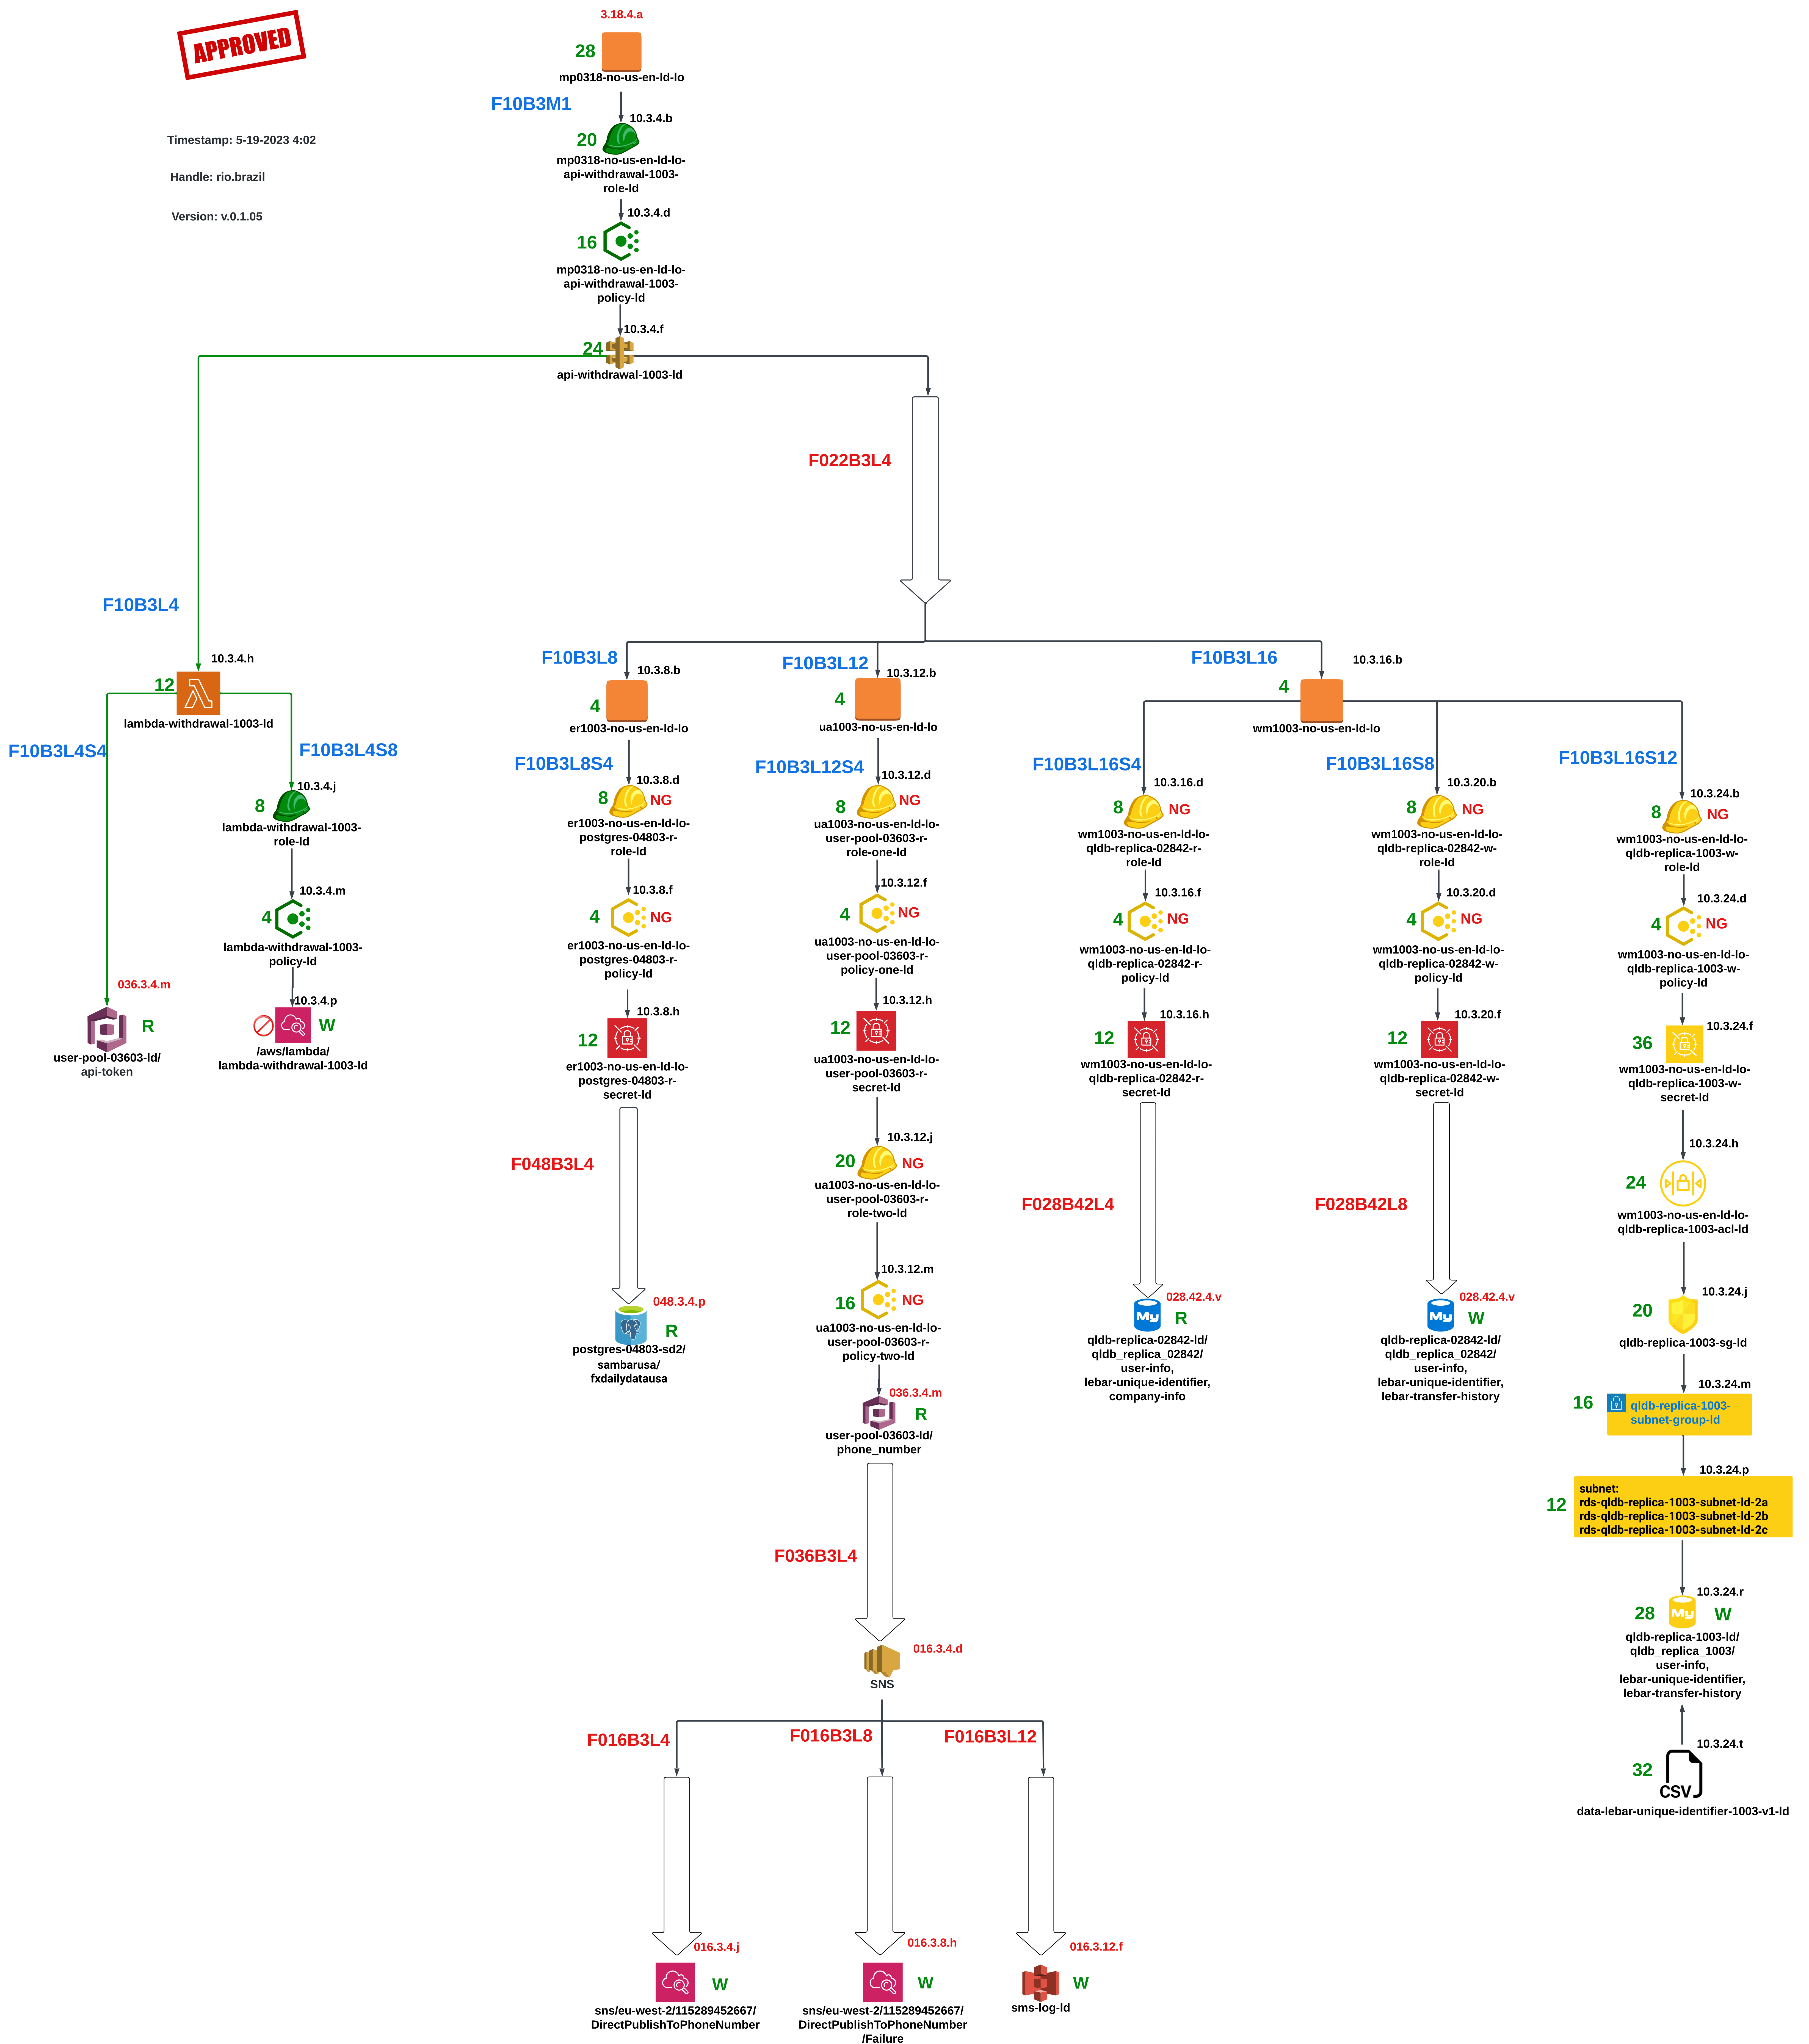 APPROVED
Timestamp: 5-19-2023 4:02
Handle: rio.brazil
Version: v.0.1.05
3.18.4.a
28
mp0318-no-us-en-ld-lo
F10B3M1
10.3.4.b
20
mp0318-no-us-en-ld-lo-
api-withdrawal-1003-
role-ld
10.3.4.d
16
mp0318-no-us-en-ld-lo-
api-withdrawal-1003-
policy-ld
10.3.4.f
24
api-withdrawal-1003-ld
F022B3L4
F10B3L4
10.3.4.h
12
lambda-withdrawal-1003-ld
F10B3L4S4
036.3.4.m
R
user-pool-03603-ld/
api-token
F10B3L4S8
10.3.4.j
8
lambda-withdrawal-1003-
role-ld
10.3.4.m
4
lambda-withdrawal-1003-
policy-ld
10.3.4.p
W
/aws/lambda/
lambda-withdrawal-1003-ld
F10B3L8
10.3.8.b
4
er1003-no-us-en-ld-lo
F10B3L8S4
10.3.8.d
8
NG
er1003-no-us-en-ld-lo-
postgres-04803-r-
role-ld
10.3.8.f
4
NG
er1003-no-us-en-ld-lo-
postgres-04803-r-
policy-ld
10.3.8.h
12
er1003-no-us-en-ld-lo-
postgres-04803-r-
secret-ld
F048B3L4
048.3.4.p
R
postgres-04803-sd2/
sambarusa/
fxdailydatausa
F10B3L12
10.3.12.b
4
ua1003-no-us-en-ld-lo
F10B3L12S4
10.3.12.d
8
NG
ua1003-no-us-en-ld-lo-
user-pool-03603-r-
role-one-ld
10.3.12.f
4
NG
ua1003-no-us-en-ld-lo-
user-pool-03603-r-
policy-one-ld
10.3.12.h
12
ua1003-no-us-en-ld-lo-
user-pool-03603-r-
secret-ld
10.3.12.j
20
NG
ua1003-no-us-en-ld-lo-
user-pool-03603-r-
role-two-ld
10.3.12.m
16
NG
ua1003-no-us-en-ld-lo-
user-pool-03603-r-
policy-two-ld
036.3.4.m
R
user-pool-03603-ld/
phone_number
F036B3L4
016.3.4.d
SNS
F016B3L4
016.3.4.j
W
sns/eu-west-2/115289452667/
DirectPublishToPhoneNumber
F016B3L8
016.3.8.h
W
sns/eu-west-2/115289452667/
DirectPublishToPhoneNumber
/Failure
F016B3L12
016.3.12.f
W
sms-log-ld
F10B3L16
10.3.16.b
4
wm1003-no-us-en-ld-lo
F10B3L16S4
10.3.16.d
8
NG
wm1003-no-us-en-ld-lo-
qldb-replica-02842-r-
role-ld
10.3.16.f
4
NG
wm1003-no-us-en-ld-lo-
qldb-replica-02842-r-
policy-ld
10.3.16.h
12
wm1003-no-us-en-ld-lo-
qldb-replica-02842-r-
secret-ld
F028B42L4
028.42.4.v
My
R
qldb-replica-02842-ld/
qldb_replica_02842/
user-info,
lebar-unique-identifier,
company-info
F10B3L16S8
10.3.20.b
8
NG
wm1003-no-us-en-ld-lo-
qldb-replica-02842-w-
role-ld
10.3.20.d
4
NG
wm1003-no-us-en-ld-lo-
qldb-replica-02842-w-
policy-ld
10.3.20.f
12
wm1003-no-us-en-ld-lo-
qldb-replica-02842-w-
secret-ld
F028B42L8
028.42.4.v
My
W
qldb-replica-02842-ld/
qldb_replica_02842/
user-info,
lebar-unique-identifier,
lebar-transfer-history
F10B3L16S12
10.3.24.b
8
NG
wm1003-no-us-en-ld-lo-
qldb-replica-1003-w-
role-ld
10.3.24.d
4
NG
wm1003-no-us-en-ld-lo-
qldb-replica-1003-w-
policy-ld
10.3.24.f
36
wm1003-no-us-en-ld-lo-
qldb-replica-1003-w-
secret-ld
10.3.24.h
24
wm1003-no-us-en-ld-lo-
qldb-replica-1003-acl-ld
10.3.24.j
20
qldb-replica-1003-sg-ld
10.3.24.m
16
qldb-replica-1003-
subnet-group-ld
10.3.24.p
12
subnet:
rds-qldb-replica-1003-subnet-ld-2a
rds-qldb-replica-1003-subnet-ld-2b
rds-qldb-replica-1003-subnet-ld-2c
10.3.24.r
28
My
W
qldb-replica-1003-ld/
qldb_replica_1003/
user-info,
lebar-unique-identifier,
lebar-transfer-history
10.3.24.t
32
CSV
data-lebar-unique-identifier-1003-v1-ld